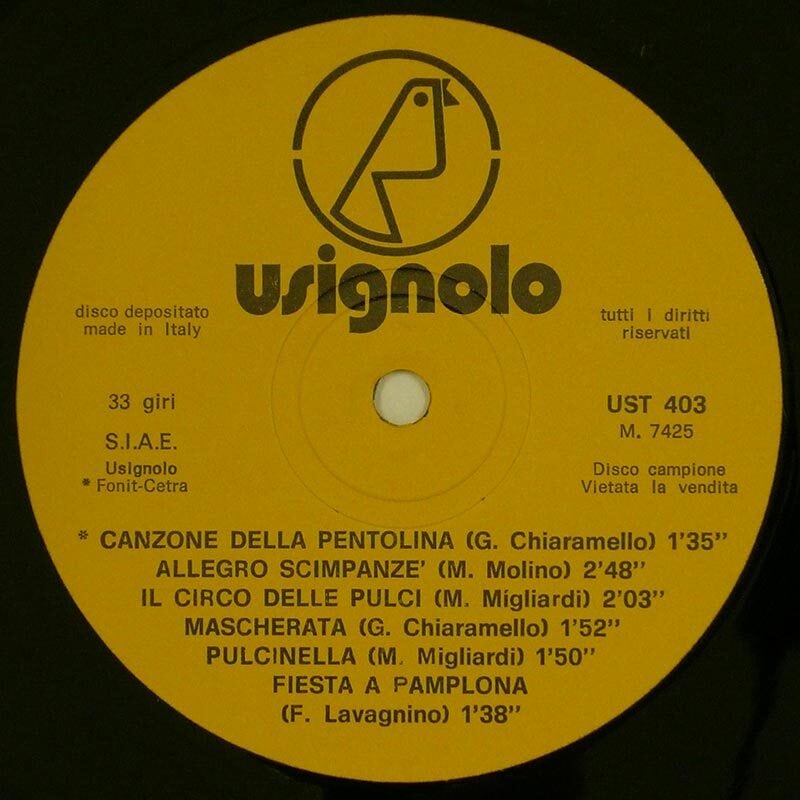 usignolo
disco depositato
made in Italy
tutti i diritti
riservati
33 giri
S.I.A.E.
Usignolo
* Fonit-Cetra
UST 403
M. 7425
Disco campione
Vietata la vendita
* CANZONE DELLA PENTOLINA (G. Chiaramello) 1'35"
ALLEGRO SCIMPANZE' (M. Molino) 2'48"
IL CIRCO DELLE PULCI (M. Migliardi) 2'03"
MASCHERATA (G. Chiaramello) 1'52"
PULCINELLA (M. Migliardi) 1'50"
FIESTA A PAMPLONA
(F. Lavagnino) 1'38"